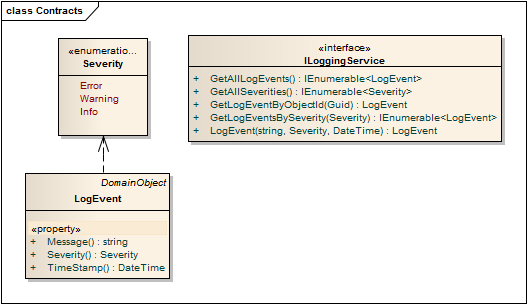 class Contracts
«enumeratio...
Severity
Error
Warning
Info
«interface»
ILoggingService
+ GetAllLogEvents() : IEnumerable<LogEvent>
+ GetAllSeverities() : IEnumerable<Severity>
+ GetLogEventByObjectId(Guid) : LogEvent
+ GetLogEventsBySeverity(Severity) : IEnumerable<LogEvent>
+ LogEvent(string, Severity, DateTime) : LogEvent
DomainObject
LogEvent
«property»
+ Message() : string
+ Severity() : Severity
+ TimeStamp() : DateTime